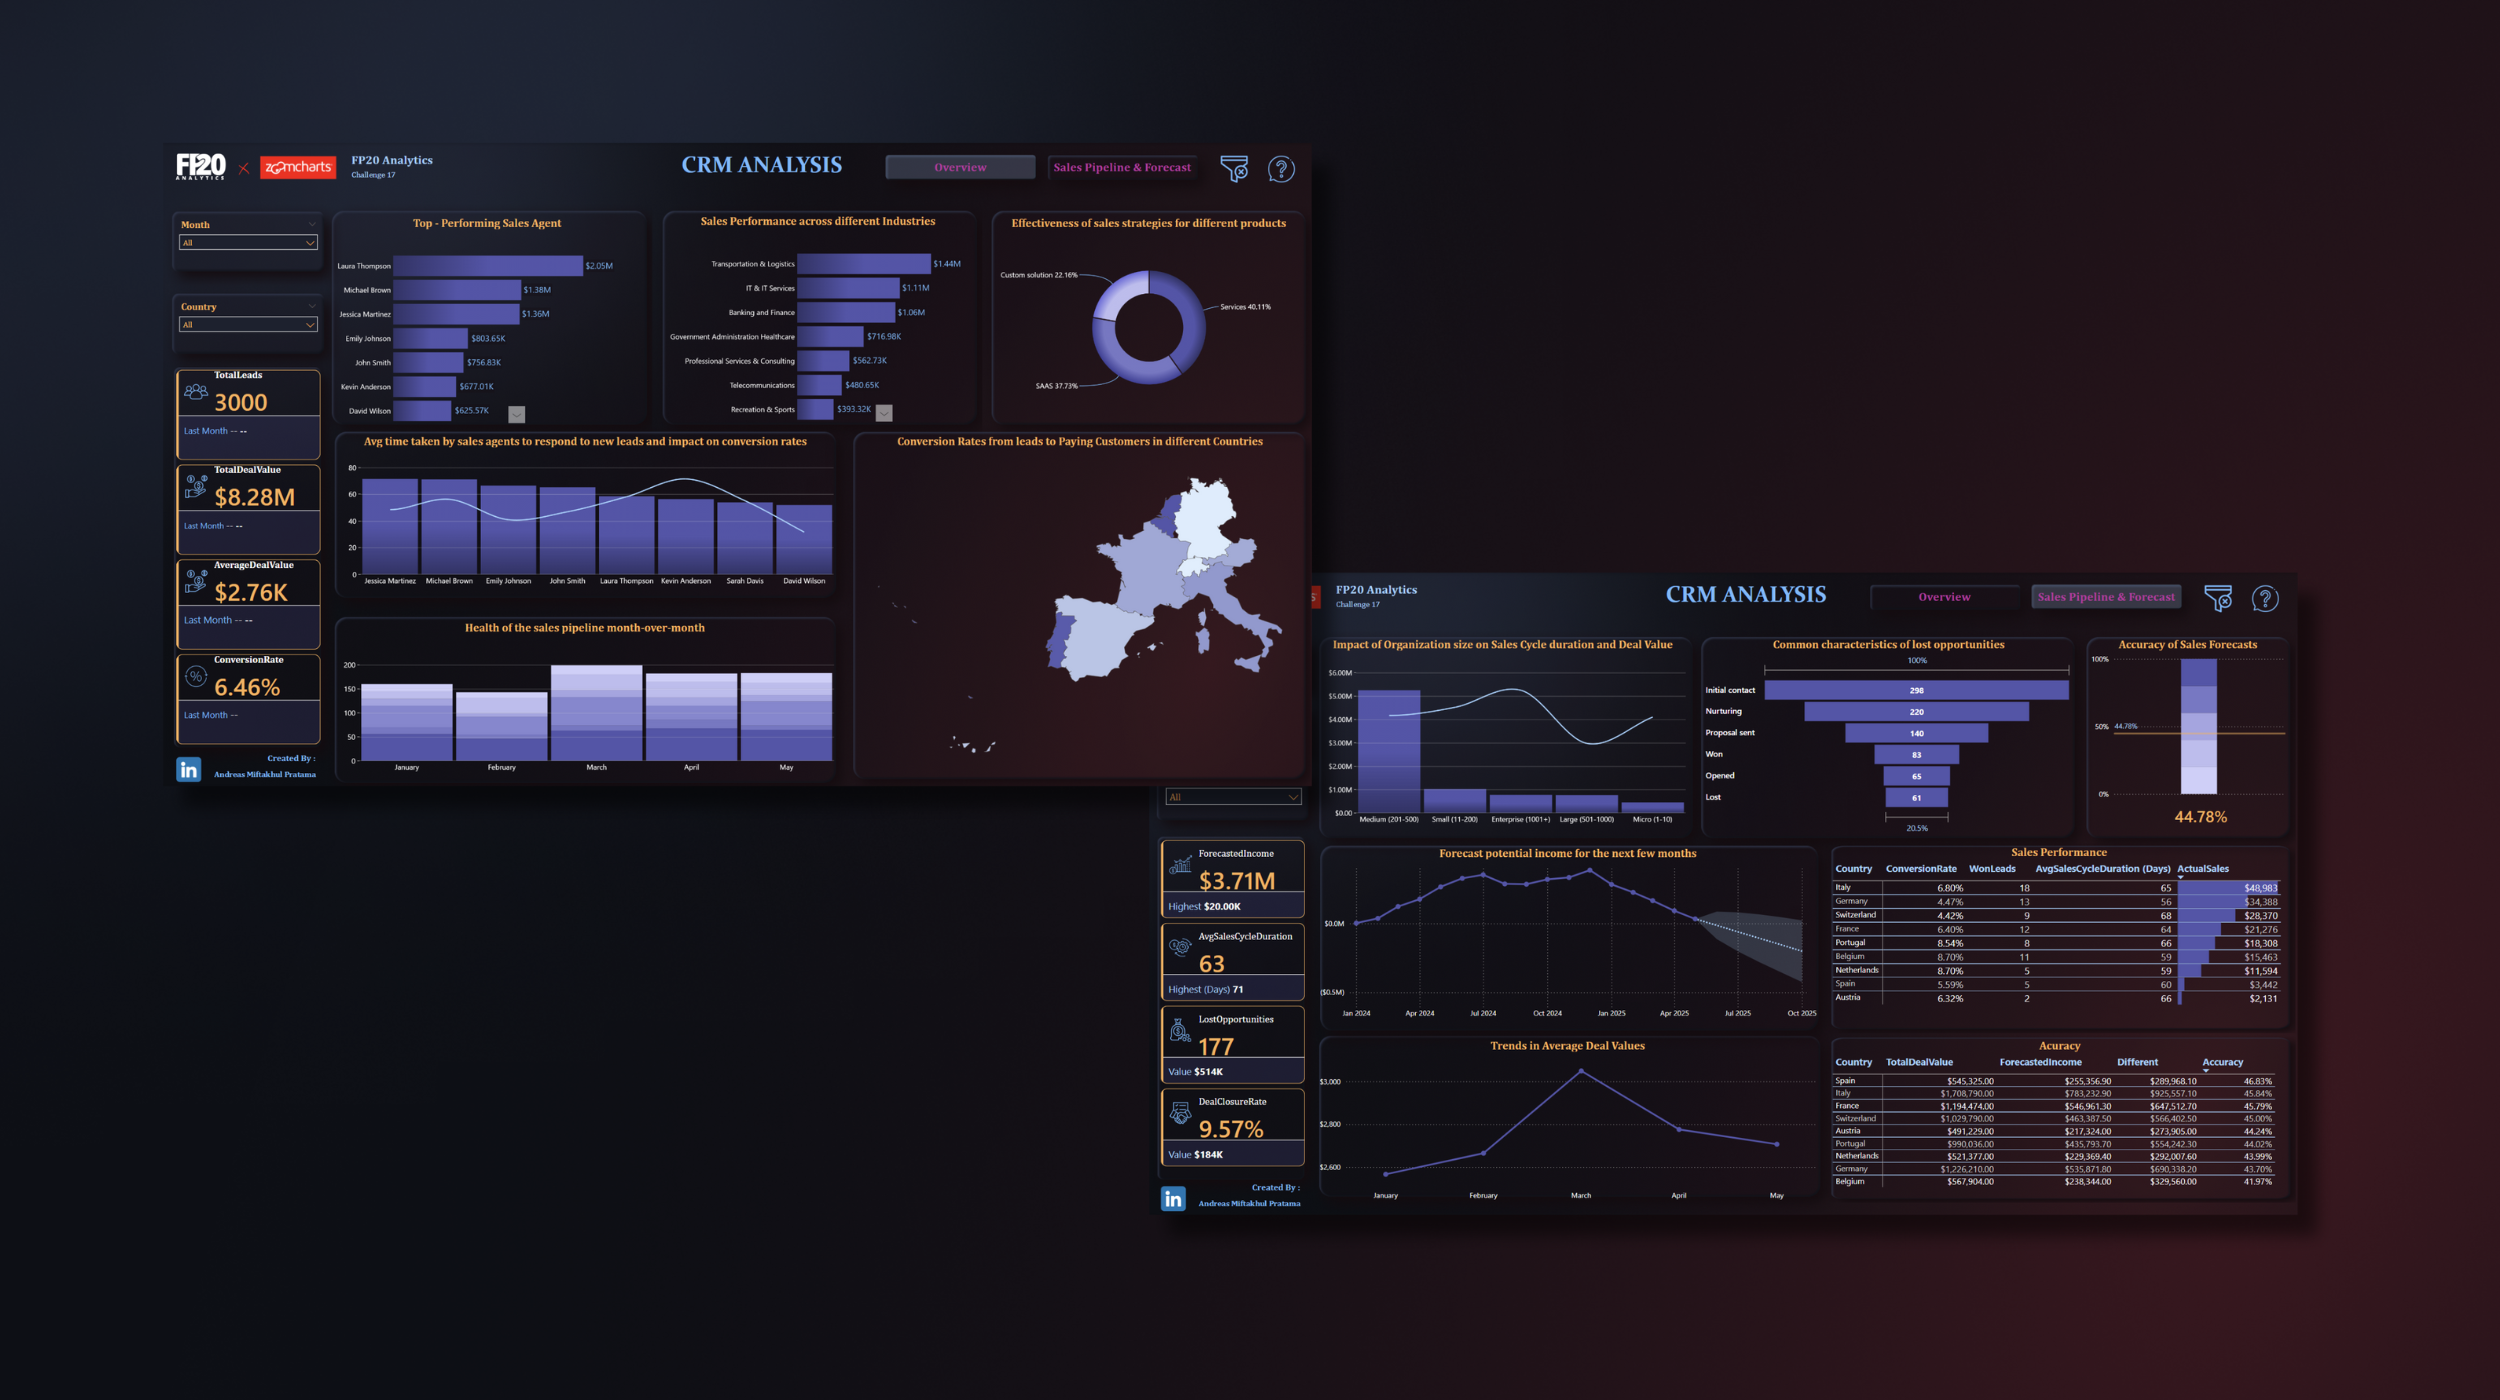 FP20
ANALYTICS
zoomcharts
FP20 Analytics
Challenge 17
CRM ANALYSIS
Overview
Sales Pipeline & Forecast
Month
All
Country
All
TotalLeads
3000
Last Month -- --
TotalDealValue
$8.28M
Last Month -- --
AverageDealValue
$2.76K
Last Month -- --
ConversionRate
6.46%
Last Month --
Created By :
Andreas Miftakhul Pratama
Top - Performing Sales Agent
Laura Thompson $2.05M
Michael Brown $1.38M
Jessica Martinez $1.36M
Emily Johnson $803.65K
John Smith $756.83K
Kevin Anderson $677.01K
David Wilson $625.57K
Sales Performance across different Industries
Transportation & Logistics $1.44M
IT & IT Services $1.11M
Banking and Finance $1.06M
Government Administration Healthcare $716.98K
Professional Services & Consulting $562.73K
Telecommunications $480.65K
Recreation & Sports $393.32K
Effectiveness of sales strategies for different products
Custom solution 22.16%
Services 40.11%
SAAS 37.73%
Avg time taken by sales agents to respond to new leads and impact on conversion rates
80
60
40
20
0
Jessica Martinez Michael Brown Emily Johnson John Smith Laura Thompson Kevin Anderson Sarah Davis David Wilson
Conversion Rates from leads to Paying Customers in different Countries
Health of the sales pipeline month-over-month
200
150
100
50
0
January February March April May
FP20 Analytics
Challenge 17
CRM ANALYSIS
Overview
Sales Pipeline & Forecast
All
ForecastedIncome
$3.71M
Highest $20.00K
AvgSalesCycleDuration
63
Highest (Days) 71
LostOpportunities
177
Value $514K
DealClosureRate
9.57%
Value $184K
Created By :
Andreas Miftakhul Pratama
Impact of Organization size on Sales Cycle duration and Deal Value
$6.00M
$5.00M
$4.00M
$3.00M
$2.00M
$1.00M
$0.00
Medium (201-500) Small (11-200) Enterprise (1001+) Large (501-1000) Micro (1-10)
Common characteristics of lost opportunities
100%
Initial contact 298
Nurturing 220
Proposal sent 140
Won 83
Opened 65
Lost 61
20.5%
Accuracy of Sales Forecasts
100%
50% 44.78%
0%
44.78%
Forecast potential income for the next few months
$0.0M
($0.5M)
Jan 2024 Apr 2024 Jul 2024 Oct 2024 Jan 2025 Apr 2025 Jul 2025 Oct 2025
Sales Performance
Country ConversionRate WonLeads AvgSalesCycleDuration (Days) ActualSales
Italy 6.80% 18 65 $48,983
Germany 4.47% 13 56 $34,388
Switzerland 4.42% 9 68 $28,370
France 6.40% 12 64 $21,276
Portugal 8.54% 8 66 $18,308
Belgium 8.70% 11 59 $15,463
Netherlands 8.70% 5 59 $11,594
Spain 5.59% 5 60 $3,442
Austria 6.32% 2 66 $2,131
Trends in Average Deal Values
$3,000
$2,800
$2,600
January February March April May
Acuracy
Country TotalDealValue ForecastedIncome Different Accuracy
Spain $545,325.00 $255,356.90 $289,968.10 46.83%
Italy $1,708,790.00 $783,232.90 $925,557.10 45.84%
France $1,194,474.00 $546,961.30 $647,512.70 45.79%
Switzerland $1,029,790.00 $463,387.50 $566,402.50 45.00%
Austria $491,229.00 $217,324.00 $273,905.00 44.24%
Portugal $990,036.00 $435,793.70 $554,242.30 44.02%
Netherlands $521,377.00 $229,369.40 $292,007.60 43.99%
Germany $1,226,210.00 $535,871.80 $690,338.20 43.70%
Belgium $567,904.00 $238,344.00 $329,560.00 41.97%